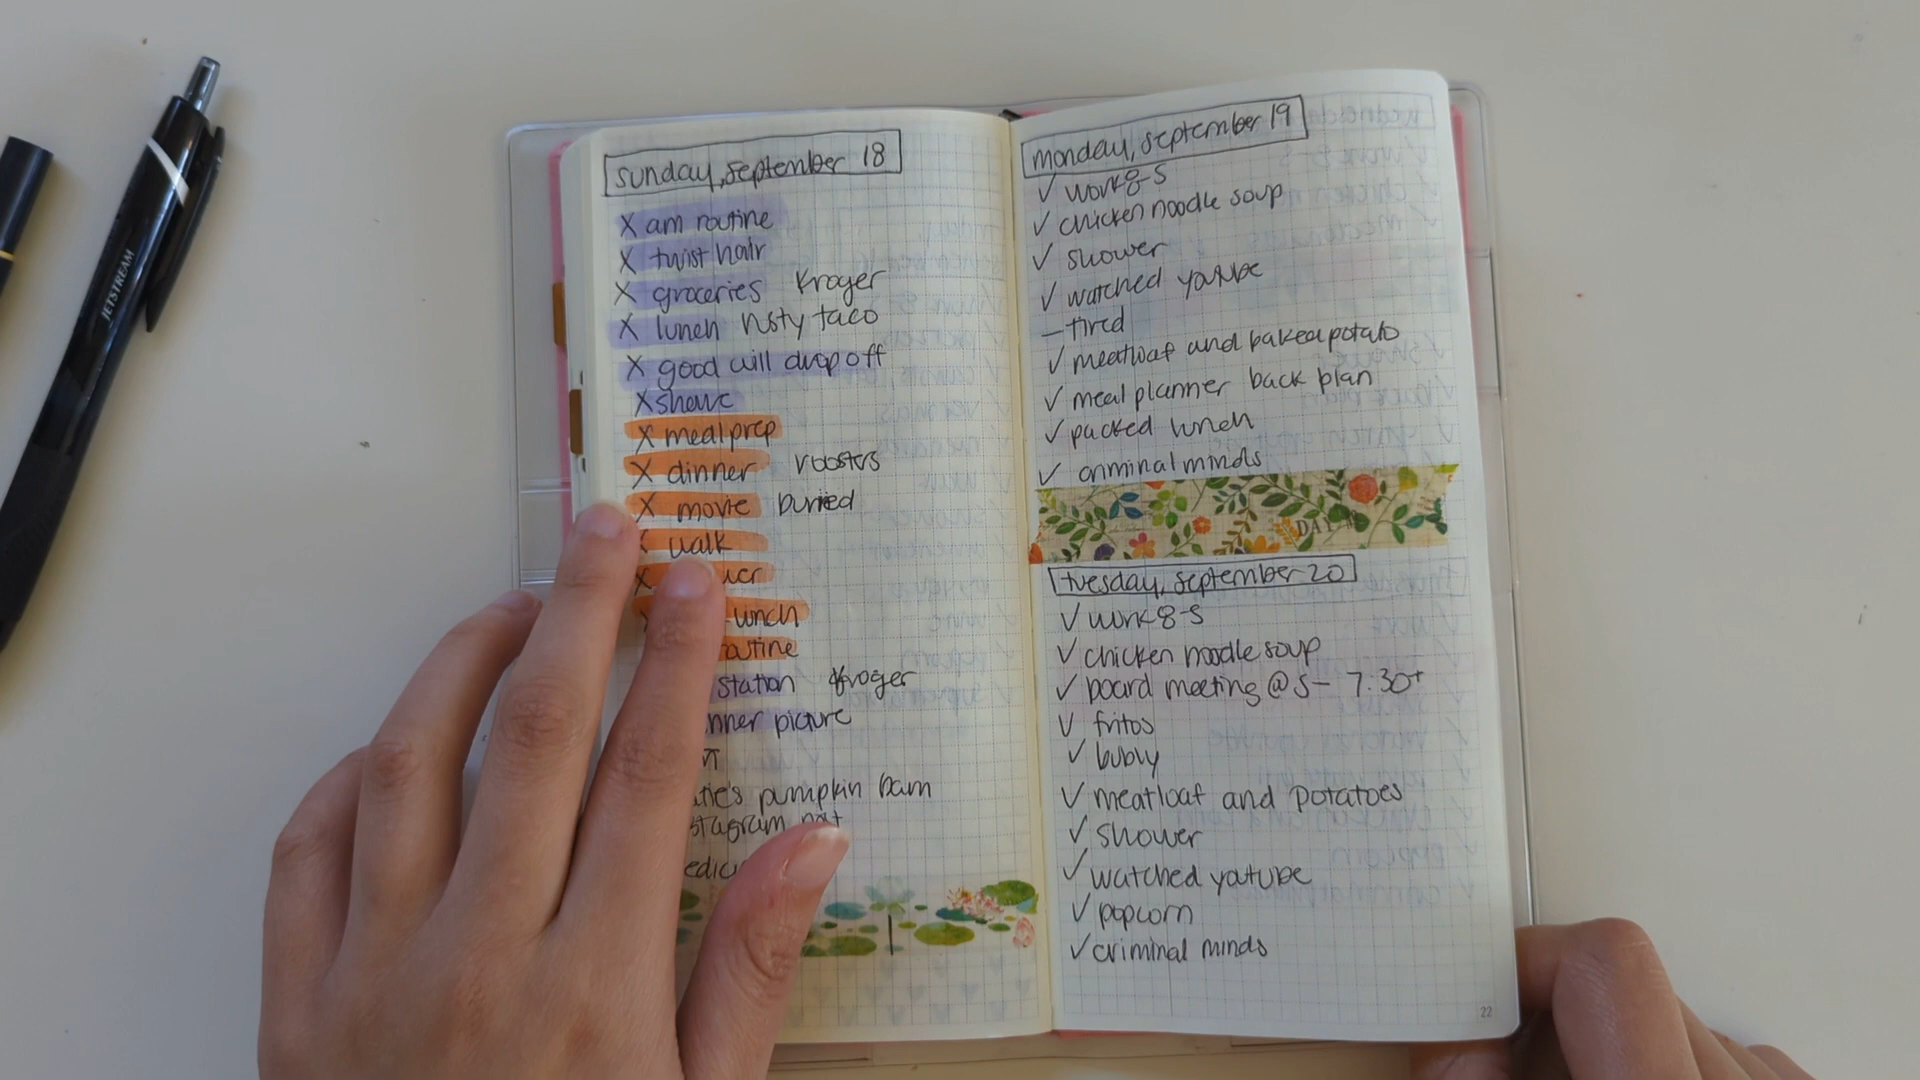 JETSTREAM
sunday, september 18
X am routine
X twist hair
X groceries Kroger
X lunch rusty taco
X good will drop off
X shave
X meal prep
X dinner roosters
X movie buried
X walk
X
unch
outine
station Kroger
nner picture
pumpkin barn
stagram
monday, september 19
✓ work 8-5
✓ chicken noodle soup
✓ shower
✓ watched youtube
— tired
✓ meatloaf and baked potato
✓ meal planner back plan
✓ packed lunch
✓ criminal minds
DAY
tuesday, september 20
✓ work 8-5
✓ chicken noodle soup
✓ board meeting @ 5- 7:30+
✓ fritos
✓ bubly
✓ meatloaf and potatoes
✓ shower
✓ watched youtube
✓ popcorn
✓ criminal minds
22